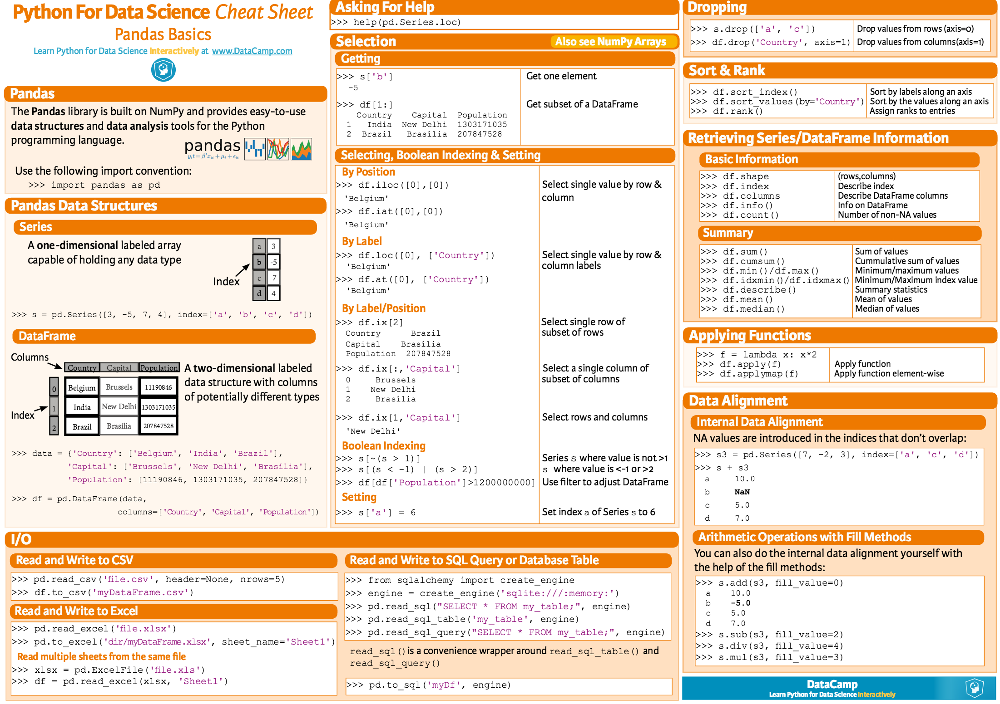 Python For Data Science Cheat Sheet
Pandas Basics
Learn Python for Data Science Interactively at www.DataCamp.com
Pandas
The Pandas library is built on NumPy and provides easy-to-use
data structures and data analysis tools for the Python
programming language.
pandas
y_i t = β' x_{it} + μ_i + ϵ_{it}
Use the following import convention:
>>> import pandas as pd
Pandas Data Structures
Series
A one-dimensional labeled array
capable of holding any data type
Index
a 3
b -5
c 7
d 4
>>> s = pd.Series([3, -5, 7, 4], index=['a', 'b', 'c', 'd'])
DataFrame
Columns
Country Capital Population
0 Belgium Brussels 11190846
1 India New Delhi 1303171035
2 Brazil Brasília 207847528
Index
A two-dimensional labeled
data structure with columns
of potentially different types
>>> data = {'Country': ['Belgium', 'India', 'Brazil'],
'Capital': ['Brussels', 'New Delhi', 'Brasília'],
'Population': [11190846, 1303171035, 207847528]}
>>> df = pd.DataFrame(data,
columns=['Country', 'Capital', 'Population'])
Asking For Help
>>> help(pd.Series.loc)
Selection
Also see NumPy Arrays
Getting
>>> s['b'] Get one element
-5
>>> df[1:] Get subset of a DataFrame
Country Capital Population
1 India New Delhi 1303171035
2 Brazil Brasília 207847528
Selecting, Boolean Indexing & Setting
By Position
>>> df.iloc([0],[0]) Select single value by row &
'Belgium' column
>>> df.iat([0],[0])
'Belgium'
By Label
>>> df.loc([0], ['Country']) Select single value by row &
'Belgium' column labels
>>> df.at([0], ['Country'])
'Belgium'
By Label/Position
>>> df.ix[2] Select single row of
Country Brazil subset of rows
Capital Brasília
Population 207847528
>>> df.ix[:,'Capital'] Select a single column of
0 Brussels subset of columns
1 New Delhi
2 Brasília
>>> df.ix[1,'Capital'] Select rows and columns
'New Delhi'
Boolean Indexing
>>> s[~(s > 1)] Series s where value is not >1
>>> s[(s < -1) | (s > 2)] s where value is <-1 or >2
>>> df[df['Population']>1200000000] Use filter to adjust DataFrame
Setting
>>> s['a'] = 6 Set index a of Series s to 6
I/O
Read and Write to CSV
>>> pd.read_csv('file.csv', header=None, nrows=5)
>>> df.to_csv('myDataFrame.csv')
Read and Write to Excel
>>> pd.read_excel('file.xlsx')
>>> pd.to_excel('dir/myDataFrame.xlsx', sheet_name='Sheet1')
Read multiple sheets from the same file
>>> xlsx = pd.ExcelFile('file.xls')
>>> df = pd.read_excel(xlsx, 'Sheet1')
Read and Write to SQL Query or Database Table
>>> from sqlalchemy import create_engine
>>> engine = create_engine('sqlite:///:memory:')
>>> pd.read_sql("SELECT * FROM my_table;", engine)
>>> pd.read_sql_table('my_table', engine)
>>> pd.read_sql_query("SELECT * FROM my_table;", engine)
read_sql() is a convenience wrapper around read_sql_table() and
read_sql_query()
>>> pd.to_sql('myDf', engine)
Dropping
>>> s.drop(['a', 'c']) Drop values from rows (axis=0)
>>> df.drop('Country', axis=1) Drop values from columns(axis=1)
Sort & Rank
>>> df.sort_index() Sort by labels along an axis
>>> df.sort_values(by='Country') Sort by the values along an axis
>>> df.rank() Assign ranks to entries
Retrieving Series/DataFrame Information
Basic Information
>>> df.shape (rows,columns)
>>> df.index Describe index
>>> df.columns Describe DataFrame columns
>>> df.info() Info on DataFrame
>>> df.count() Number of non-NA values
Summary
>>> df.sum() Sum of values
>>> df.cumsum() Cummulative sum of values
>>> df.min()/df.max() Minimum/maximum values
>>> df.idxmin()/df.idxmax() Minimum/Maximum index value
>>> df.describe() Summary statistics
>>> df.mean() Mean of values
>>> df.median() Median of values
Applying Functions
>>> f = lambda x: x*2
>>> df.apply(f) Apply function
>>> df.applymap(f) Apply function element-wise
Data Alignment
Internal Data Alignment
NA values are introduced in the indices that don't overlap:
>>> s3 = pd.Series([7, -2, 3], index=['a', 'c', 'd'])
>>> s + s3
a 10.0
b NaN
c 5.0
d 7.0
Arithmetic Operations with Fill Methods
You can also do the internal data alignment yourself with
the help of the fill methods:
>>> s.add(s3, fill_value=0)
a 10.0
b -5.0
c 5.0
d 7.0
>>> s.sub(s3, fill_value=2)
>>> s.div(s3, fill_value=4)
>>> s.mul(s3, fill_value=3)
DataCamp
Learn Python for Data Science Interactively